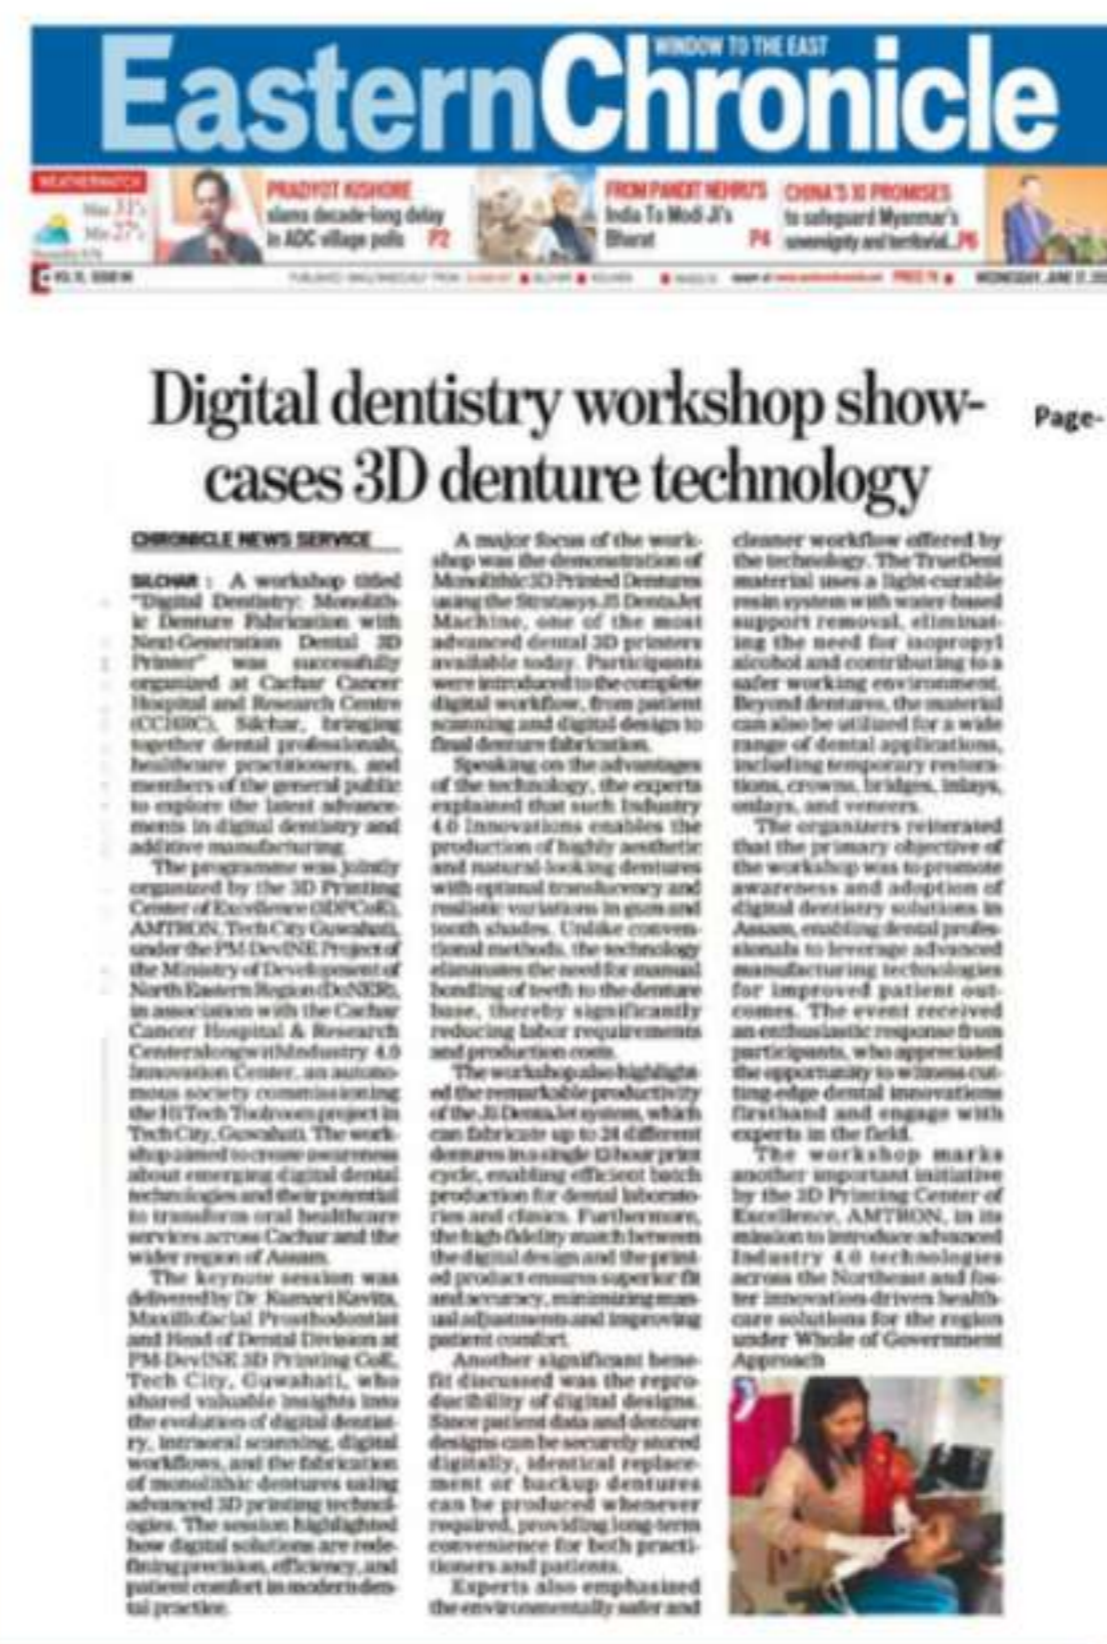 WINDOW TO THE EAST
EasternChronicle
WEATHERWATCH
Max 31°c
Min 27°c
PRADYOT KISHORE
slams decade-long delay
in ADC village polls P2
FROM PANDIT NEHRU'S
India To Modi Ji's
Bharat P4
CHINA'S XI PROMISES
to safeguard Myanmar's
sovereignty and territorial...P6
WEDNESDAY, JUNE 17, 20
Digital dentistry workshop show-
cases 3D denture technology
Page-
CHRONICLE NEWS SERVICE
SILCHAR : A workshop titled
"Digital Dentistry: Monolith-
ic Denture Fabrication with
Next-Generation Dental 3D
Printer" was successfully
organized at Cachar Cancer
Hospital and Research Centre
(CCHRC), Silchar, bringing
together dental professionals,
healthcare practitioners, and
members of the general public
to explore the latest advance-
ments in digital dentistry and
additive manufacturing.
The programme was jointly
organized by the 3D Printing
Center of Excellence (3DPCoE),
AMTRON, Tech City Guwahati,
under the PM-DevINE Project of
the Ministry of Development of
North Eastern Region (DoNER),
in association with the Cachar
Cancer Hospital & Research
Center along with Industry 4.0
Innovation Center, an autono-
mous society commissioning
the Hi Tech Toolroom project in
Tech City, Guwahati. The work-
shop aimed to create awareness
about emerging digital dental
technologies and their potential
to transform oral healthcare
services across Cachar and the
wider region of Assam.
The keynote session was
delivered by Dr. Kumari Kavita,
Maxillofacial Prosthodontist
and Head of Dental Division at
PM-DevINE 3D Printing CoE,
Tech City, Guwahati, who
shared valuable insights into
the evolution of digital dentist-
ry, intraoral scanning, digital
workflows, and the fabrication
of monolithic dentures using
advanced 3D printing technol-
ogies. The session highlighted
how digital solutions are rede-
fining precision, efficiency, and
patient comfort in modern den-
tal practice.
A major focus of the work-
shop was the demonstration of
Monolithic 3D Printed Dentures
using the Stratasys J5 DentaJet
Machine, one of the most
advanced dental 3D printers
available today. Participants
were introduced to the complete
digital workflow, from patient
scanning and digital design to
final denture fabrication.
Speaking on the advantages
of the technology, the experts
explained that such Industry
4.0 Innovations enables the
production of highly aesthetic
and natural-looking dentures
with optimal translucency and
realistic variations in gum and
tooth shades. Unlike conven-
tional methods, the technology
eliminates the need for manual
bonding of teeth to the denture
base, thereby significantly
reducing labor requirements
and production costs.
The workshop also highlight-
ed the remarkable productivity
of the J5 DentaJet system, which
can fabricate up to 24 different
dentures in a single 12 hour print
cycle, enabling efficient batch
production for dental laborato-
ries and clinics. Furthermore,
the high-fidelity match between
the digital design and the print-
ed product ensures superior fit
and accuracy, minimizing man-
ual adjustments and improving
patient comfort.
Another significant bene-
fit discussed was the repro-
ducibility of digital designs.
Since patient data and denture
designs can be securely stored
digitally, identical replace-
ment or backup dentures
can be produced whenever
required, providing long-term
convenience for both practi-
tioners and patients.
Experts also emphasized
the environmentally safer and
cleaner workflow offered by
the technology. The TrueDent
material uses a light-curable
resin system with water-based
support removal, eliminat-
ing the need for isopropyl
alcohol and contributing to a
safer working environment.
Beyond dentures, the material
can also be utilized for a wide
range of dental applications,
including temporary restora-
tions, crowns, bridges, inlays,
onlays, and veneers.
The organizers reiterated
that the primary objective of
the workshop was to promote
awareness and adoption of
digital dentistry solutions in
Assam, enabling dental profes-
sionals to leverage advanced
manufacturing technologies
for improved patient out-
comes. The event received
an enthusiastic response from
participants, who appreciated
the opportunity to witness cut-
ting-edge dental innovations
firsthand and engage with
experts in the field.
The workshop marks
another important initiative
by the 3D Printing Center of
Excellence, AMTRON, in its
mission to introduce advanced
Industry 4.0 technologies
across the Northeast and fos-
ter innovation-driven health-
care solutions for the region
under Whole of Government
Approach